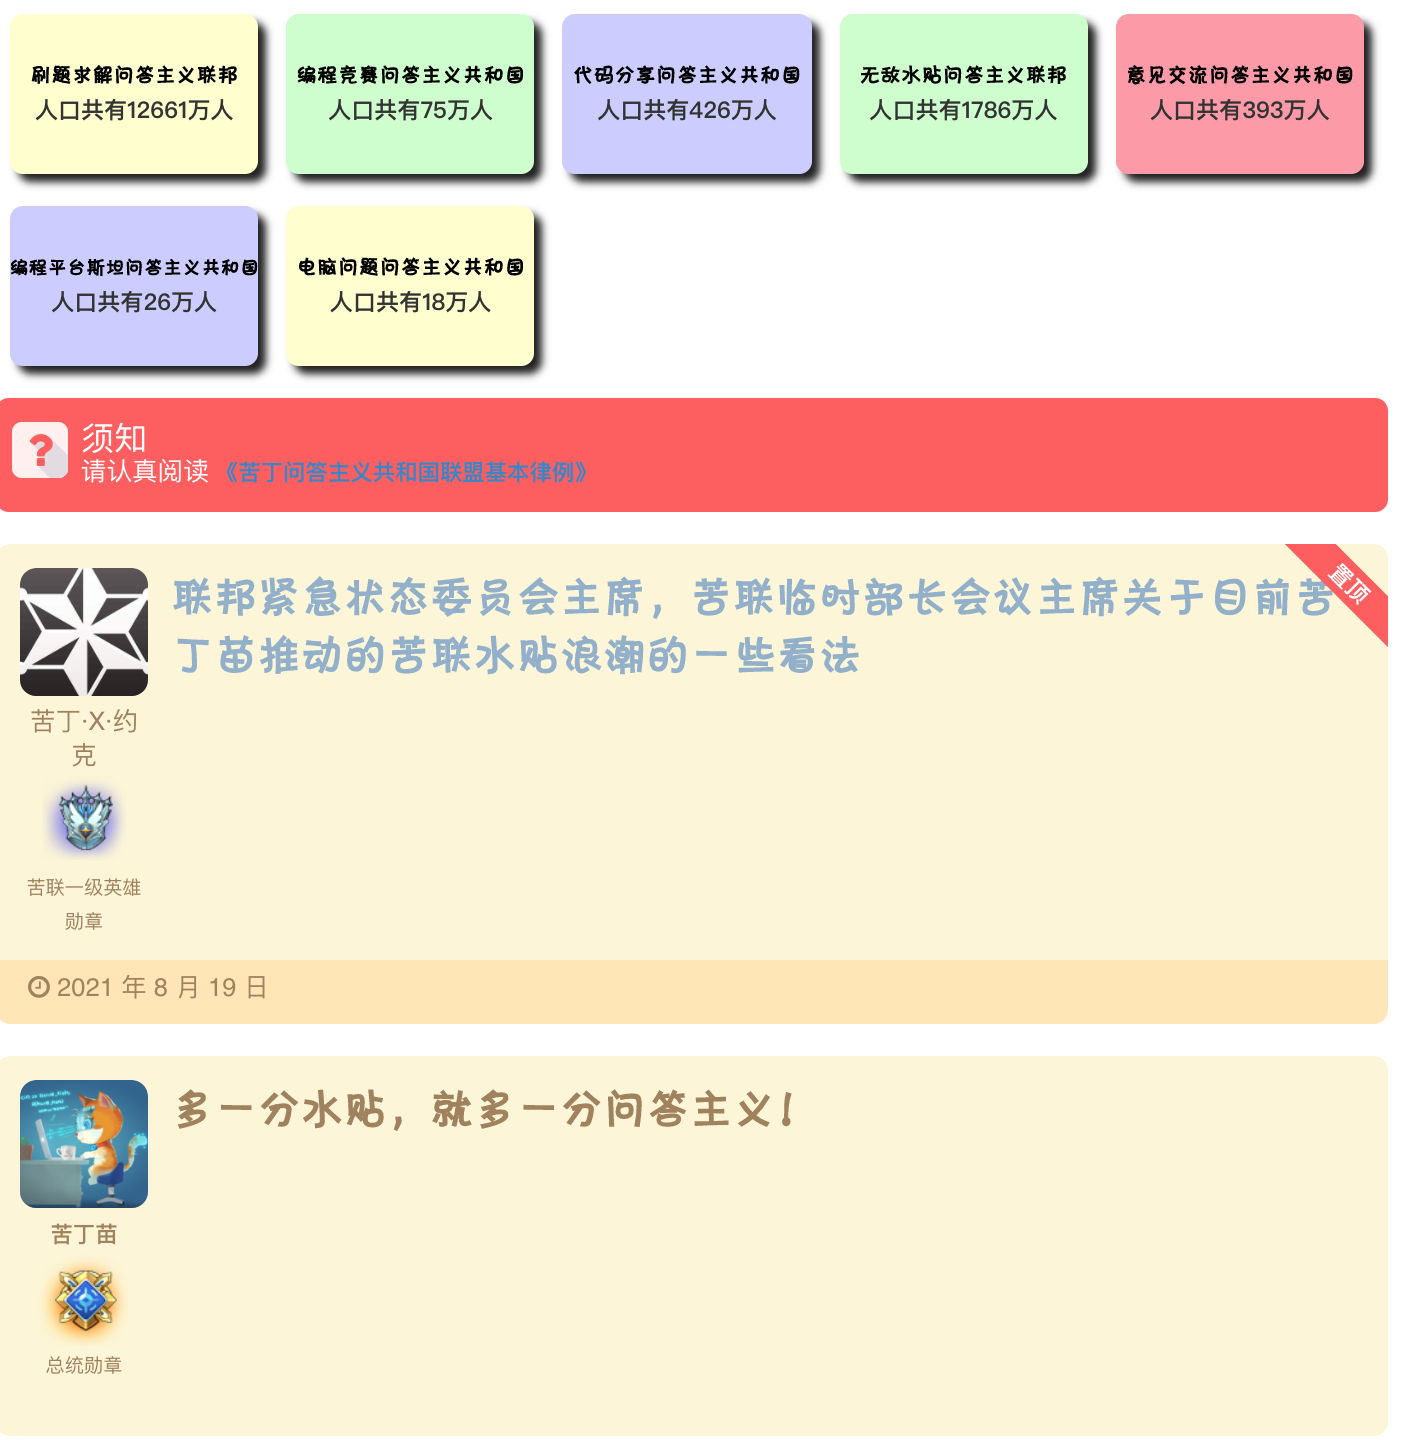 刷题求解问答主义联邦
人口共有12661万人
编程竞赛问答主义共和国
人口共有75万人
代码分享问答主义共和国
人口共有426万人
无敌水贴问答主义联邦
人口共有1786万人
意见交流问答主义共和国
人口共有393万人
编程平台斯坦问答主义共和国
人口共有26万人
电脑问题问答主义共和国
人口共有18万人
须知
请认真阅读 《苦丁问答主义共和国联盟基本律例》
置顶
联邦紧急状态委员会主席，苦联临时部长会议主席关于目前苦
丁苗推动的苦联水贴浪潮的一些看法
苦丁·X·约
克
苦联一级英雄
勋章
2021 年 8 月 19 日
多一分水贴，就多一分问答主义！
苦丁苗
总统勋章